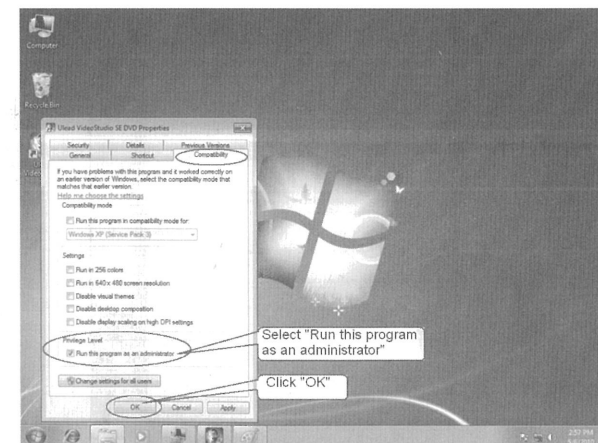 Computer
Recycle Bin
Ulead VideoStudio SE DVD Properties
Security Details Previous Versions
General Shortcut Compatibility
If you have problems with this program and it worked correctly on
an earlier version of Windows, select the compatibility mode that
matches that earlier version.
Help me choose the settings
Compatibility mode
Run this program in compatibility mode for:
Windows XP (Service Pack 3)
Settings
Run in 256 colors
Run in 640 x 480 screen resolution
Disable visual themes
Disable desktop composition
Disable display scaling on high DPI settings
Privilege Level
Run this program as an administrator
Change settings for all users
OK Cancel Apply
Select "Run this program
as an administrator"
Click "OK"
2:57 PM